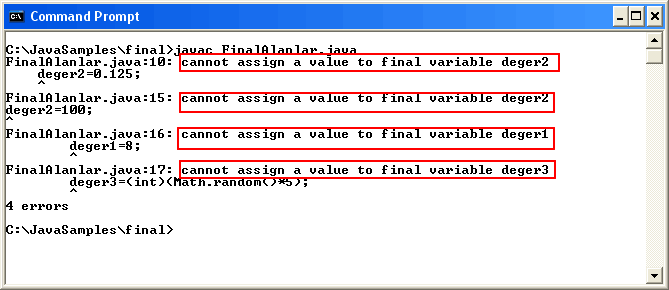 Command Prompt
C:\JavaSamples\final>javac FinalAlanlar.java
FinalAlanlar.java:10: cannot assign a value to final variable deger2
deger2=0.125;
^
FinalAlanlar.java:15: cannot assign a value to final variable deger2
deger2=100;
^
FinalAlanlar.java:16: cannot assign a value to final variable deger1
deger1=8;
^
FinalAlanlar.java:17: cannot assign a value to final variable deger3
deger3=(int)(Math.random()*5);
^
4 errors
C:\JavaSamples\final>